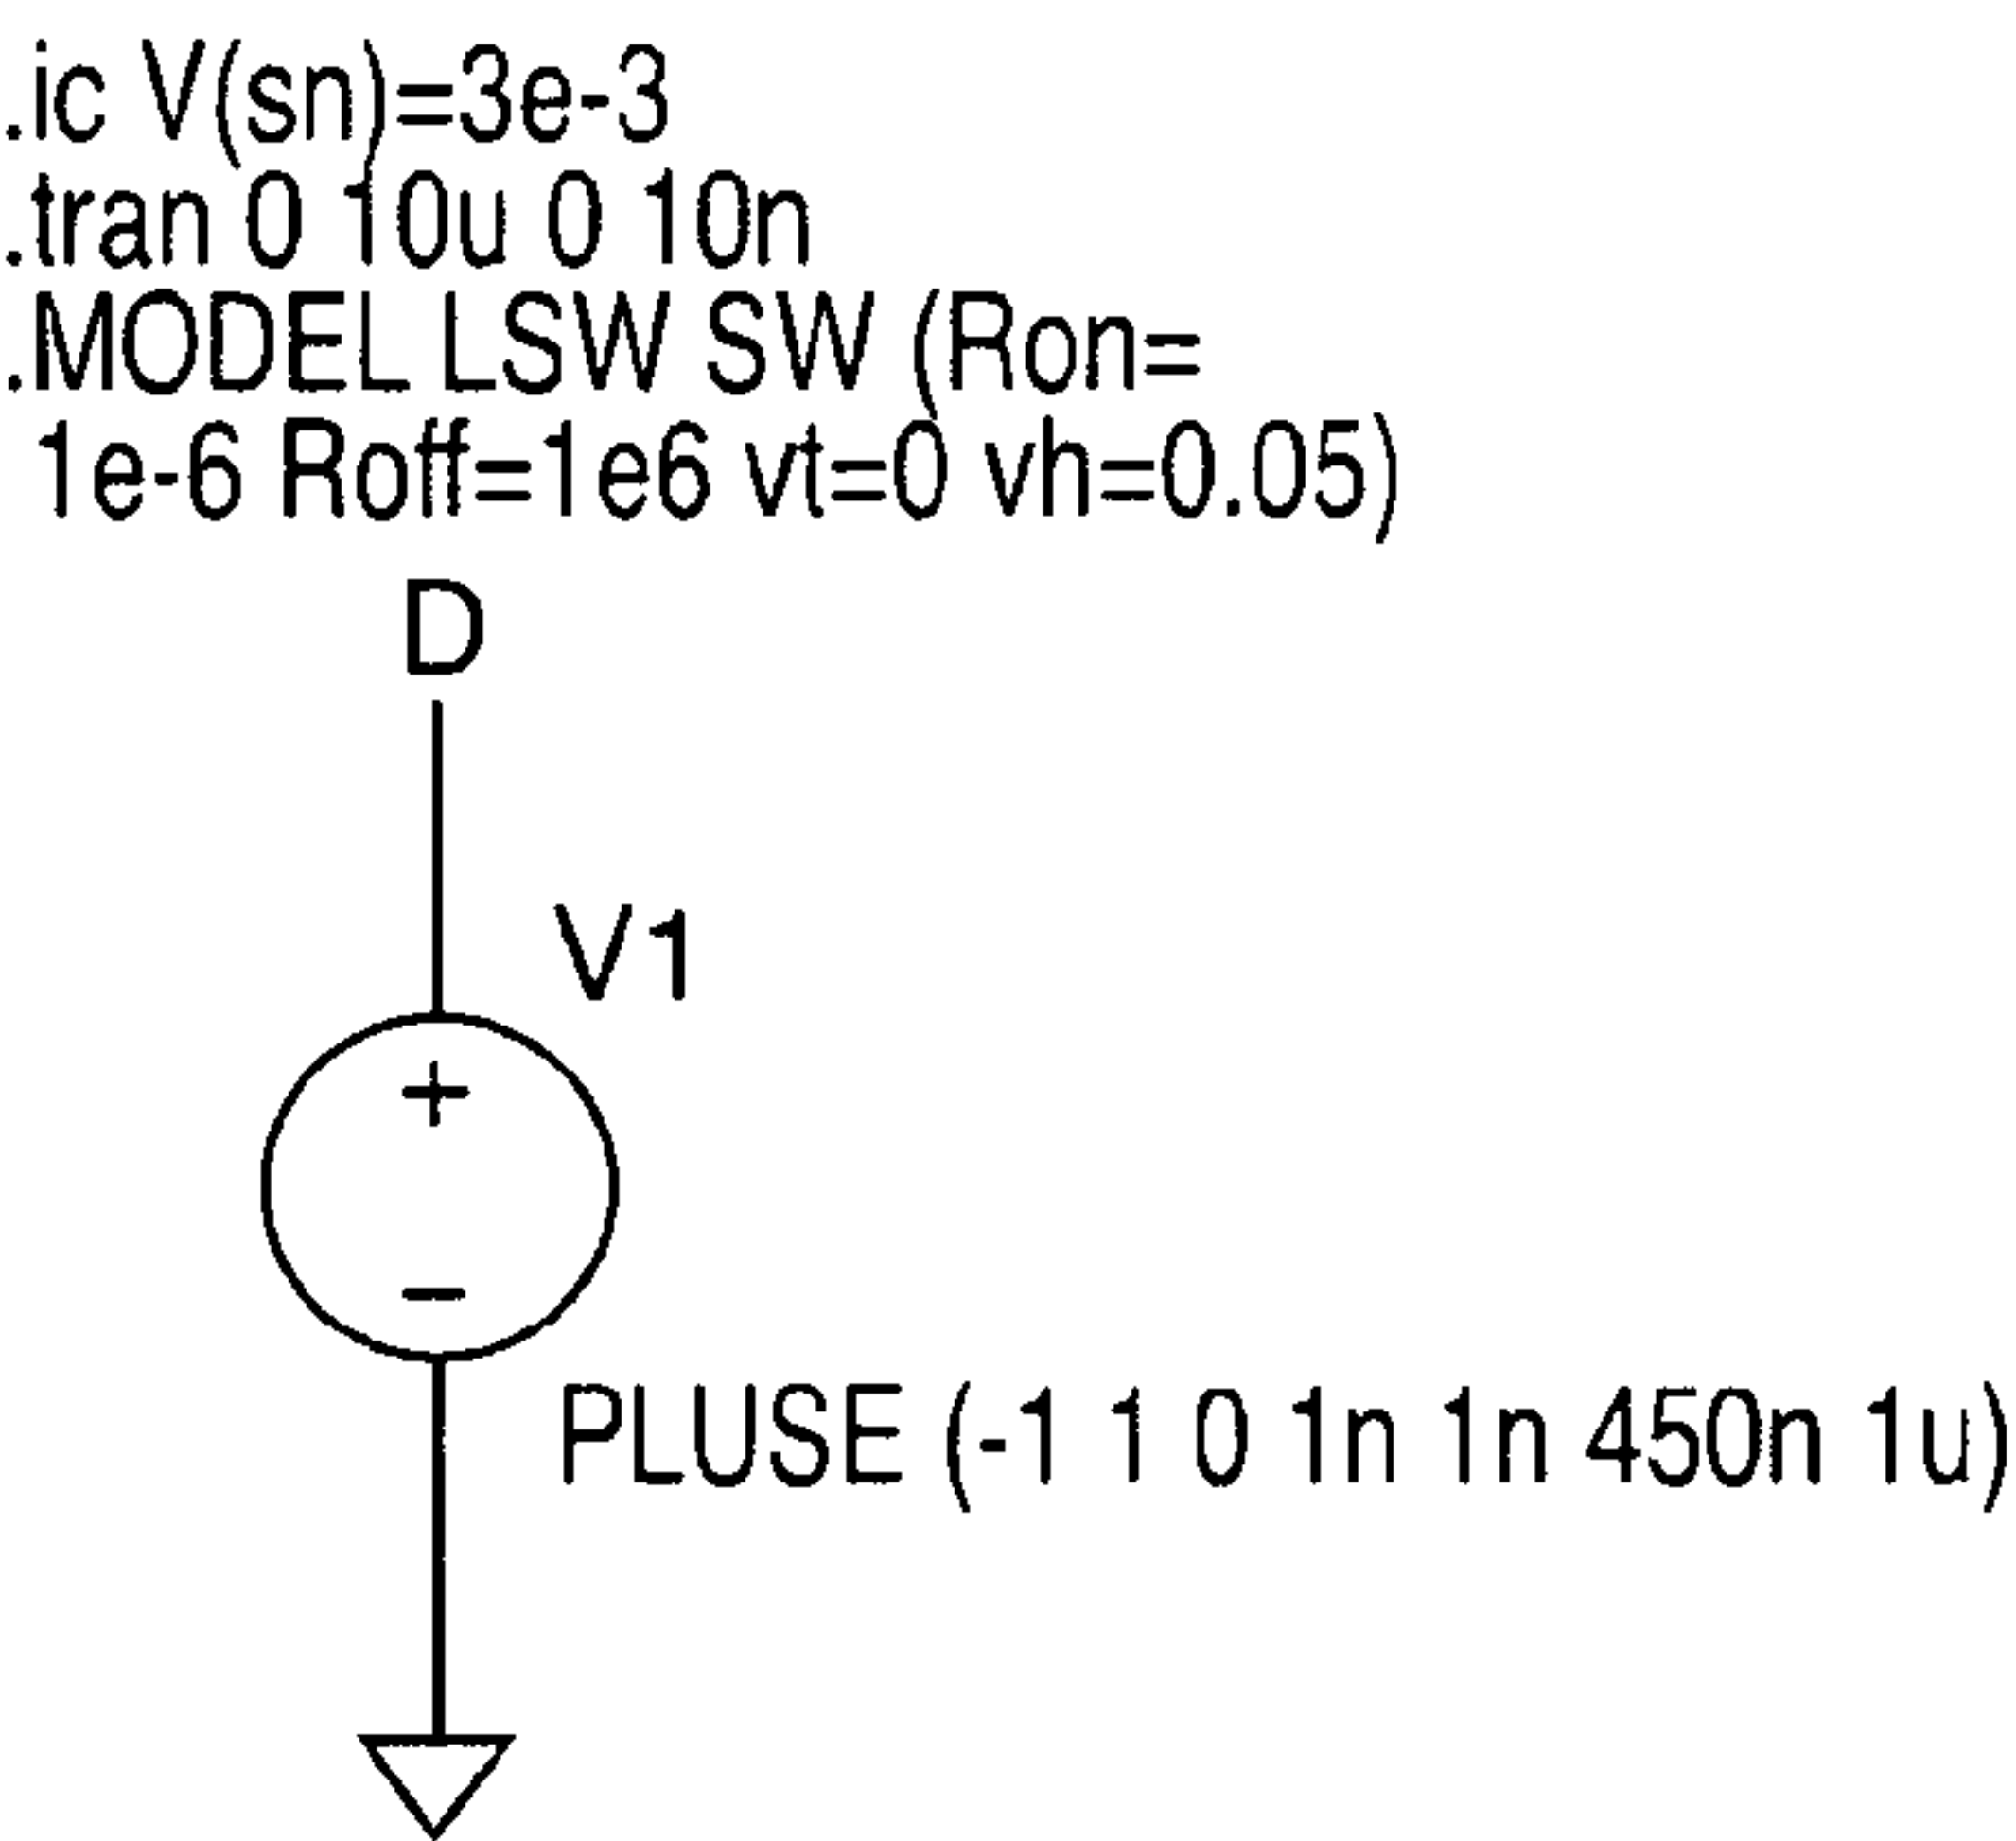 .ic V(sn)=3e-3
.tran 0 10u 0 10n
.MODEL LSW SW (Ron=
1e-6 Roff=1e6 vt=0 vh=0.05)
D
V1
+
−
PLUSE (-1 1 0 1n 1n 450n 1u)